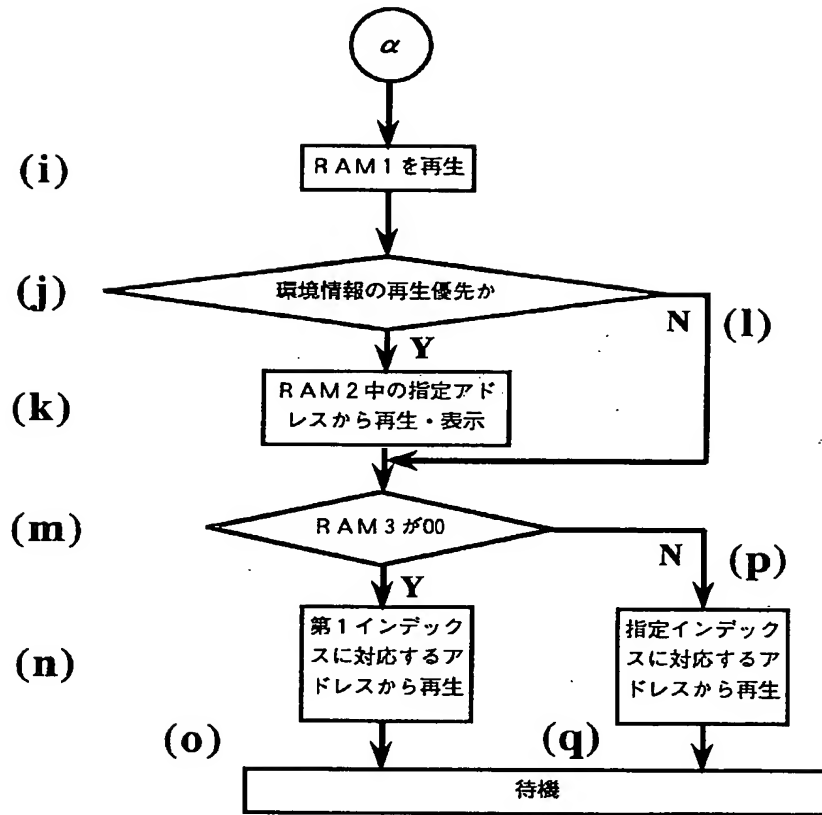 α
(i)
RAM1を再生
(j)
環境情報の再生優先か
N
(l)
Y
(k)
RAM2中の指定アド
レスから再生・表示
(m)
RAM3が00
N
(p)
Y
(n)
第1インデック
スに対応するア
ドレスから再生
指定インデック
スに対応するア
ドレスから再生
(o)
(q)
待機